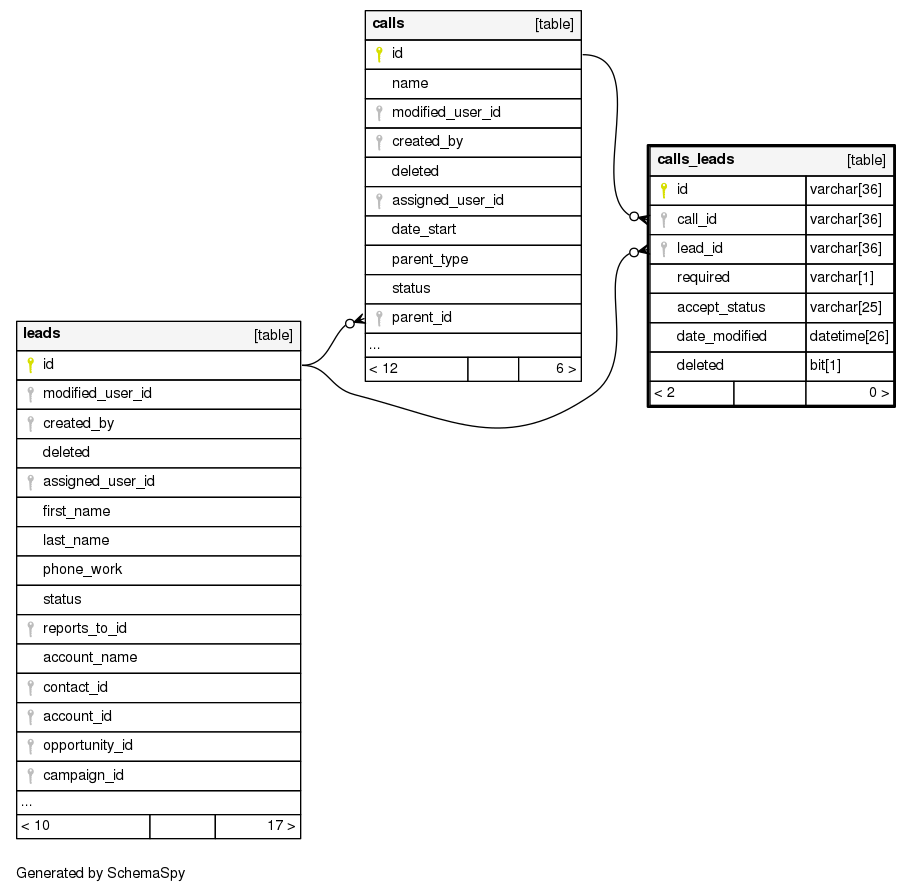 calls [table]
id
name
modified_user_id
created_by
deleted
assigned_user_id
date_start
parent_type
status
parent_id
...
< 12 6 >
calls_leads [table]
id varchar[36]
call_id varchar[36]
lead_id varchar[36]
required varchar[1]
accept_status varchar[25]
date_modified datetime[26]
deleted bit[1]
< 2 0 >
leads [table]
id
modified_user_id
created_by
deleted
assigned_user_id
first_name
last_name
phone_work
status
reports_to_id
account_name
contact_id
account_id
opportunity_id
campaign_id
...
< 10 17 >
Generated by SchemaSpy